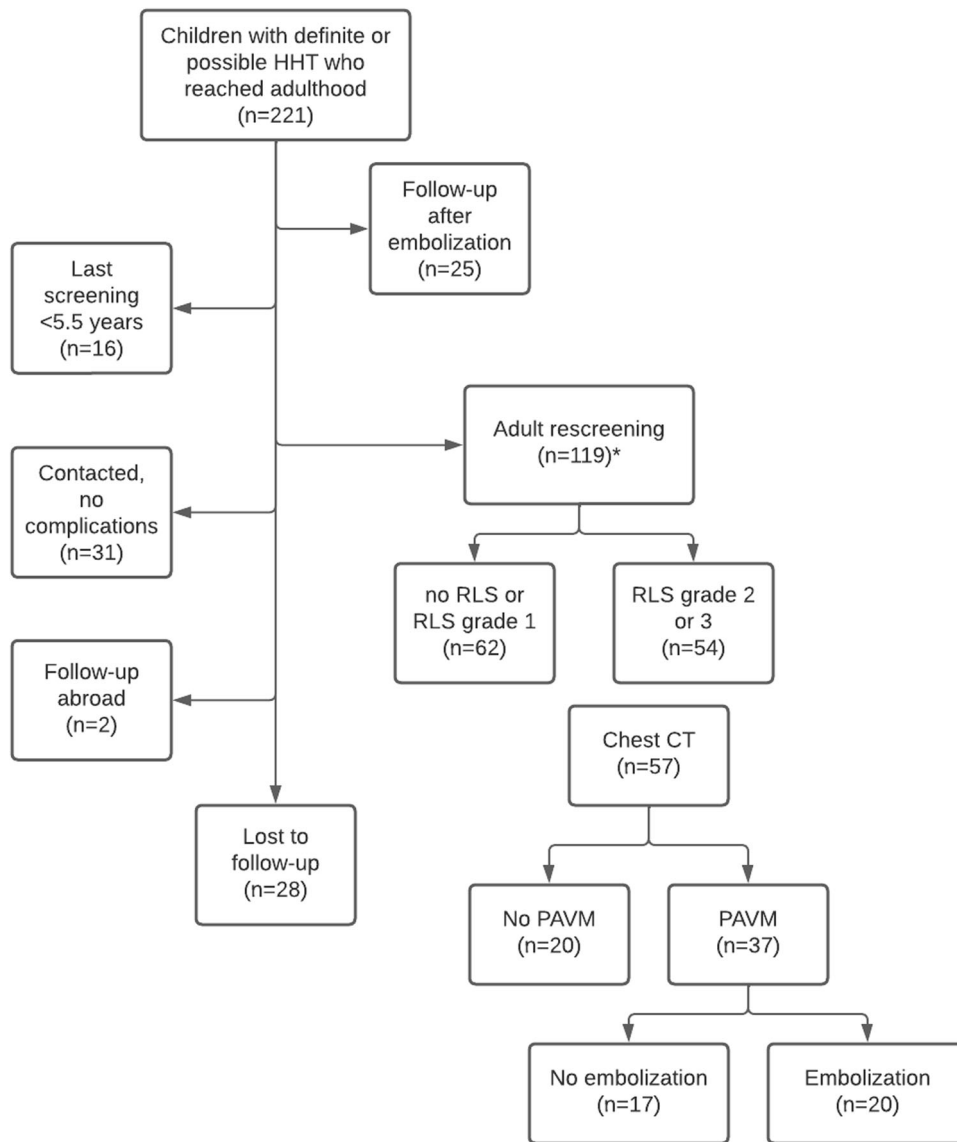 Children with definite or
possible HHT who
reached adulthood
(n=221)
Follow-up
after
embolization
(n=25)
Last
screening
<5.5 years
(n=16)
Adult rescreening
(n=119)*
Contacted,
no
complications
(n=31)
no RLS or
RLS grade 1
(n=62)
RLS grade 2
or 3
(n=54)
Follow-up
abroad
(n=2)
Chest CT
(n=57)
Lost to
follow-up
(n=28)
No PAVM
(n=20)
PAVM
(n=37)
No embolization
(n=17)
Embolization
(n=20)